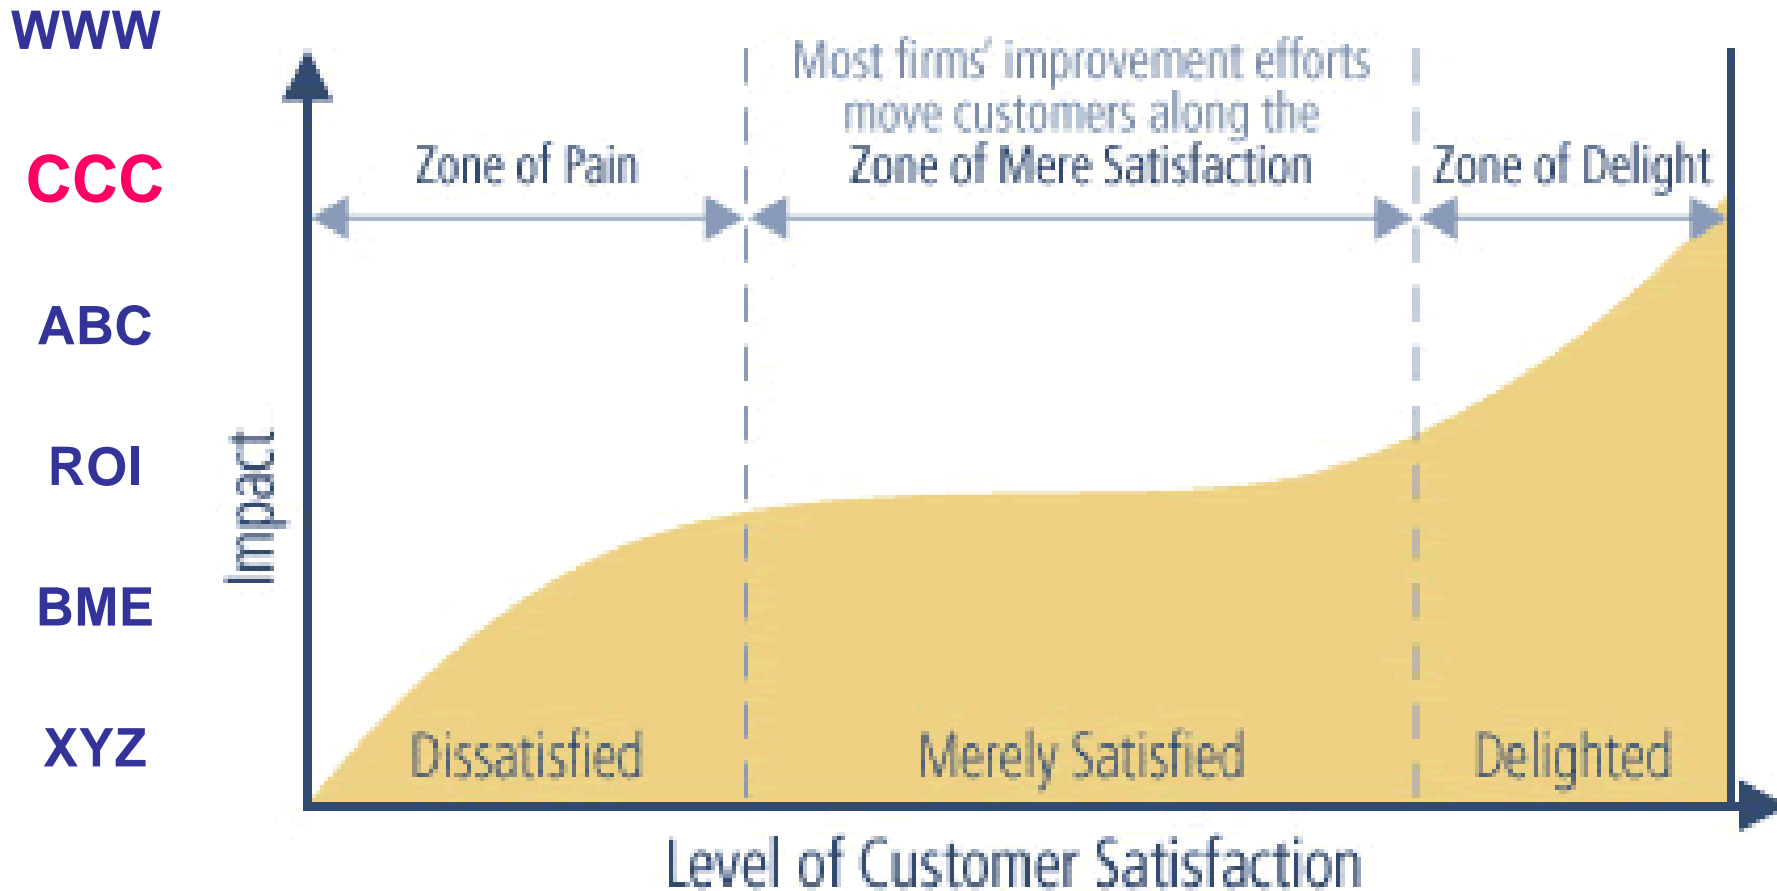 WWW
CCC
ABC
ROI
BME
XYZ
Impact
Most firms' improvement efforts
move customers along the
Zone of Pain
Zone of Mere Satisfaction
Zone of Delight
Dissatisfied
Merely Satisfied
Delighted
Level of Customer Satisfaction